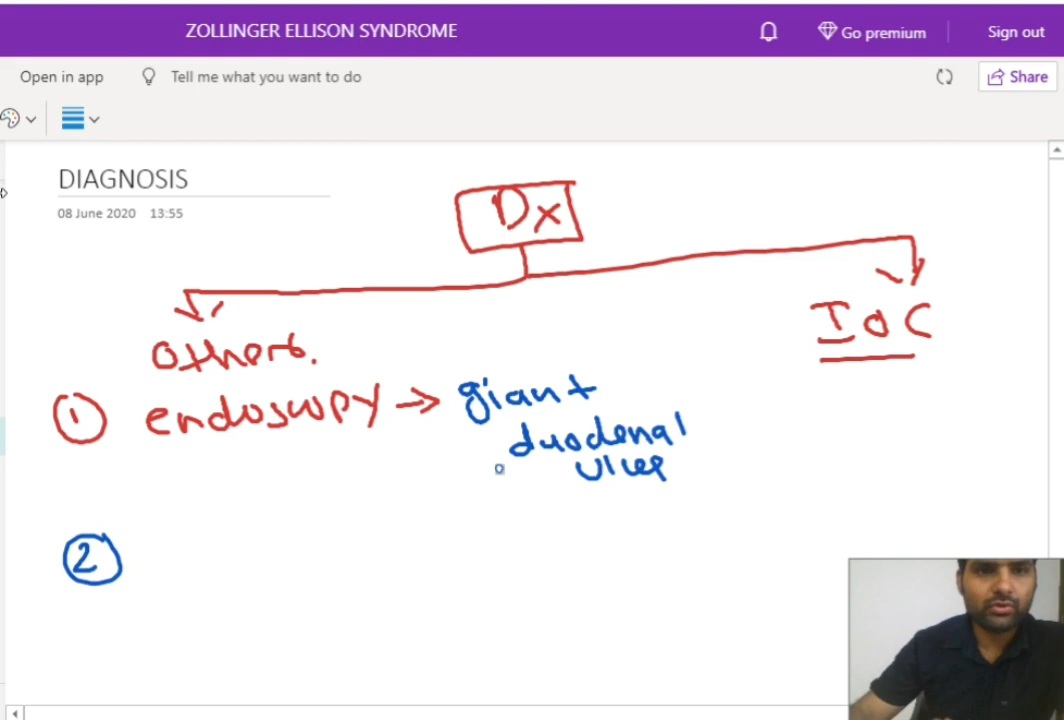 ZOLLINGER ELLISON SYNDROME
Go premium
Sign out
Open in app
Tell me what you want to do
Share
DIAGNOSIS
08 June 2020 13:55
Dx
Others.
IOC
1 endoscopy → giant
duodenal
ulcer
2